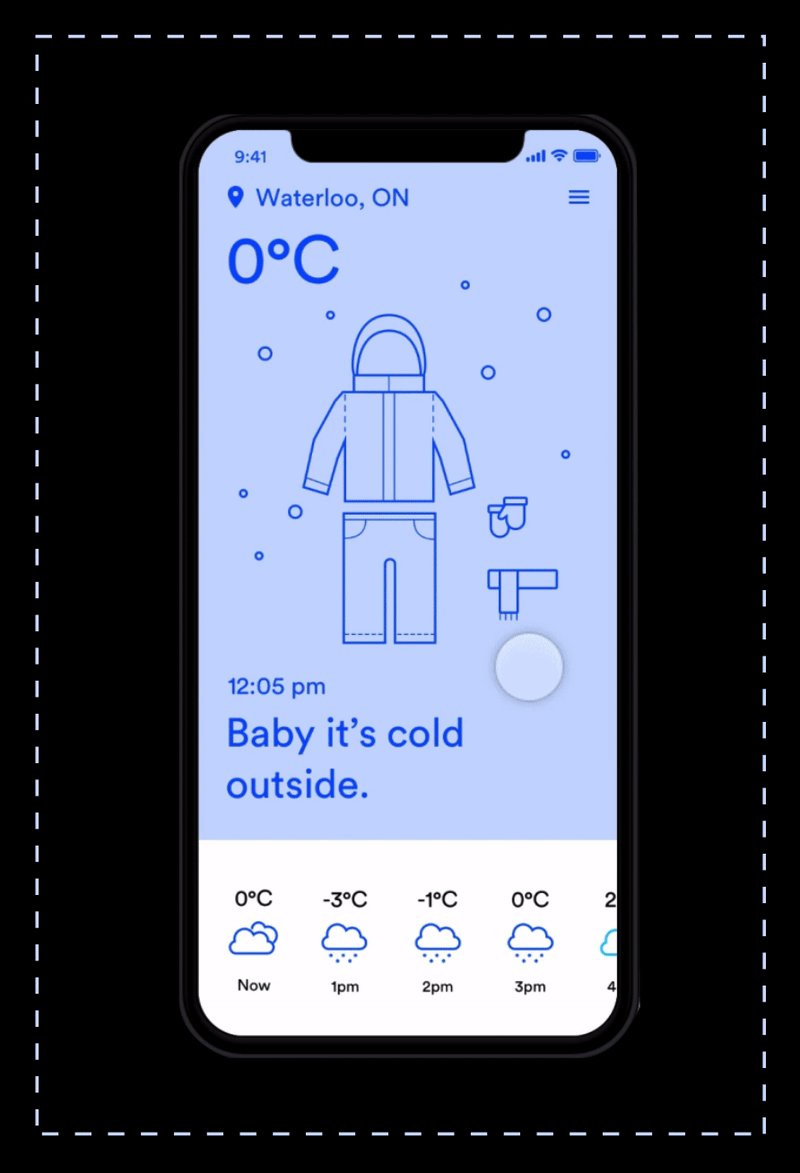 9:41
Waterloo, ON
0°C
12:05 pm
Baby it's cold
outside.
0°C -3°C -1°C 0°C 2
Now 1pm 2pm 3pm 4